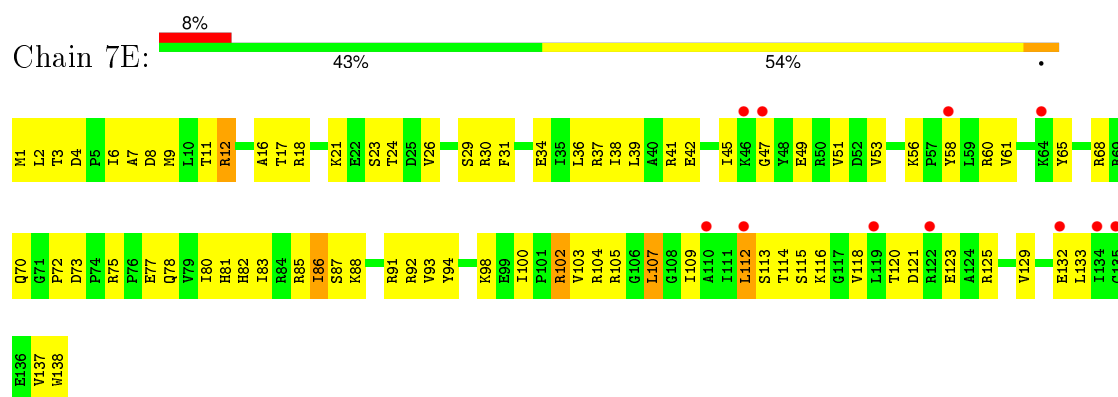 8%
Chain 7E:
43% 54% •
M1 L2 T3 D4 P5 I6 A7 D8 M9 L10 T11 R12 A16 T17 R18 K21 E22 S23 T24 D25 V26 S29 R30 F31 E34 I35 L36 R37 I38 L39 A40 R41 E42 I45 K46 G47 Y48 E49 R50 V51 D52 V53 K56 P57 Y58 L59 R60 V61 K64 Y65 R68 R69
Q70 G71 P72 D73 P74 R75 P76 E77 Q78 V79 I80 H81 H82 I83 R84 R85 I86 S87 K88 R91 R92 V93 Y94 K98 E99 I100 P101 R102 V103 R104 R105 G106 L107 G108 I109 A110 I111 L112 S113 T114 S115 K116 G117 V118 L119 T120 D121 R122 E123 A124 R125 V129 E132 L133 I134 G135
E136 V137 W138